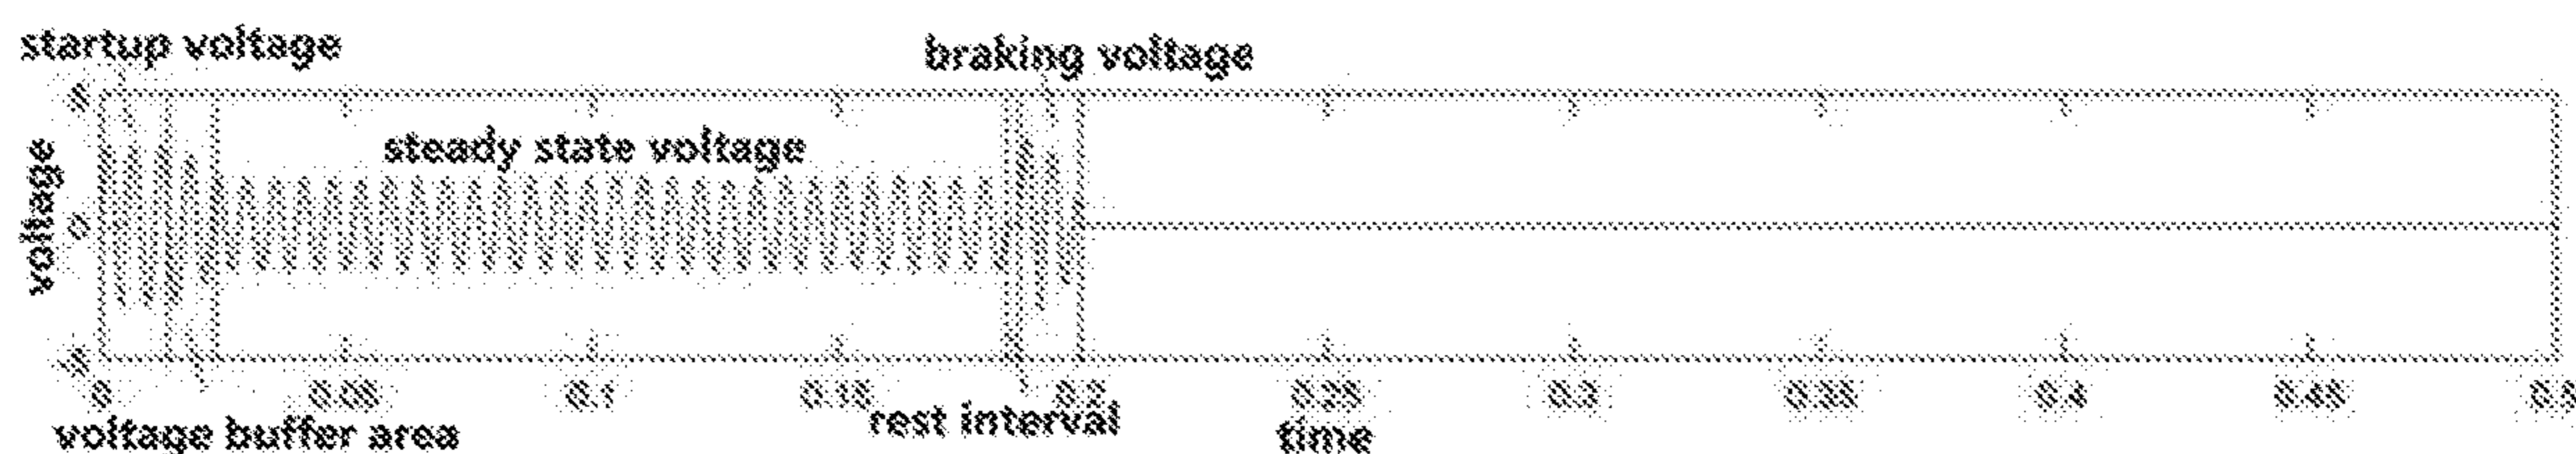 startup voltage
braking voltage
steady state voltage
voltage
0
0
0.05
0.1
0.15
0.2
0.25
0.3
0.35
0.4
0.45
voltage buffer area
rest interval
time